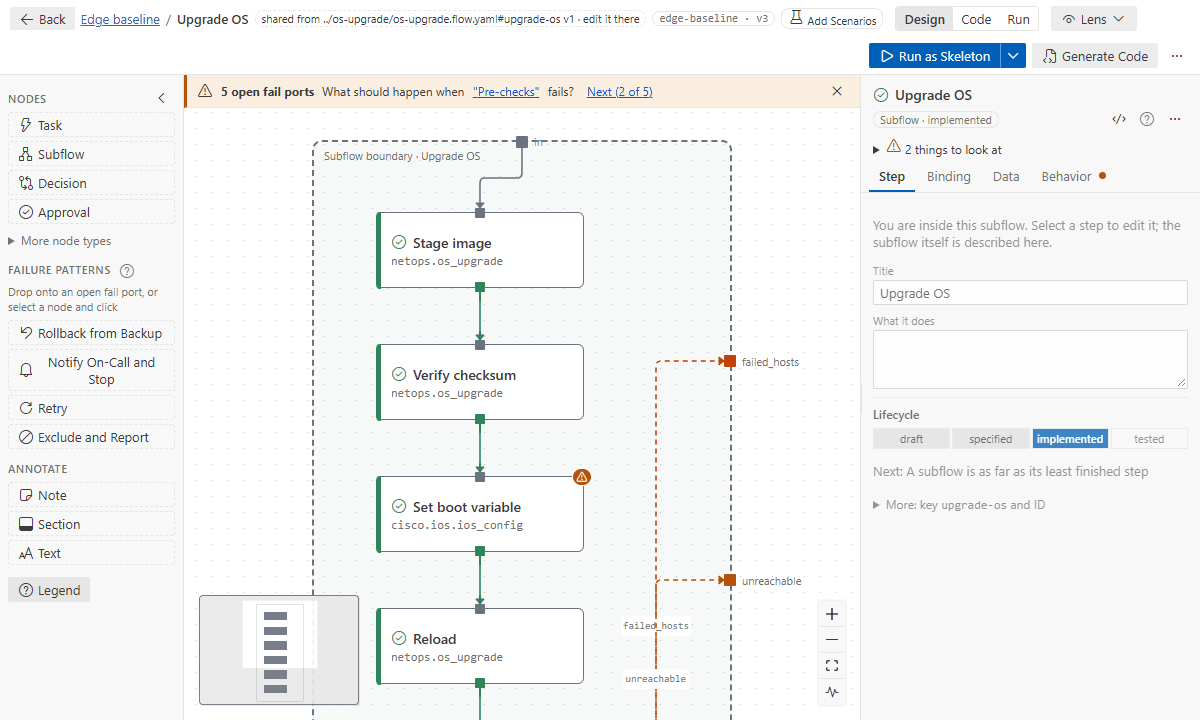 Back
Edge baseline / Upgrade OS
shared from ../os-upgrade/os-upgrade.flow.yaml#upgrade-os v1 · edit it there
edge-baseline · v3
Add Scenarios
Design
Code
Run
Lens
Run as Skeleton
Generate Code
NODES
Task
Subflow
Decision
Approval
More node types
FAILURE PATTERNS
Drop onto an open fail port, or
select a node and click
Rollback from Backup
Notify On-Call and
Stop
Retry
Exclude and Report
ANNOTATE
Note
Section
Text
Legend
5 open fail ports What should happen when "Pre-checks" fails? Next (2 of 5)
in
Subflow boundary · Upgrade OS
Stage image
netops.os_upgrade
Verify checksum
netops.os_upgrade
failed_hosts
Set boot variable
cisco.ios.ios_config
unreachable
failed_hosts
Reload
netops.os_upgrade
unreachable
Upgrade OS
Subflow · implemented
2 things to look at
Step
Binding
Data
Behavior
You are inside this subflow. Select a step to edit it; the
subflow itself is described here.
Title
Upgrade OS
What it does
Lifecycle
draft
specified
implemented
tested
Next: A subflow is as far as its least finished step
More: key upgrade-os and ID